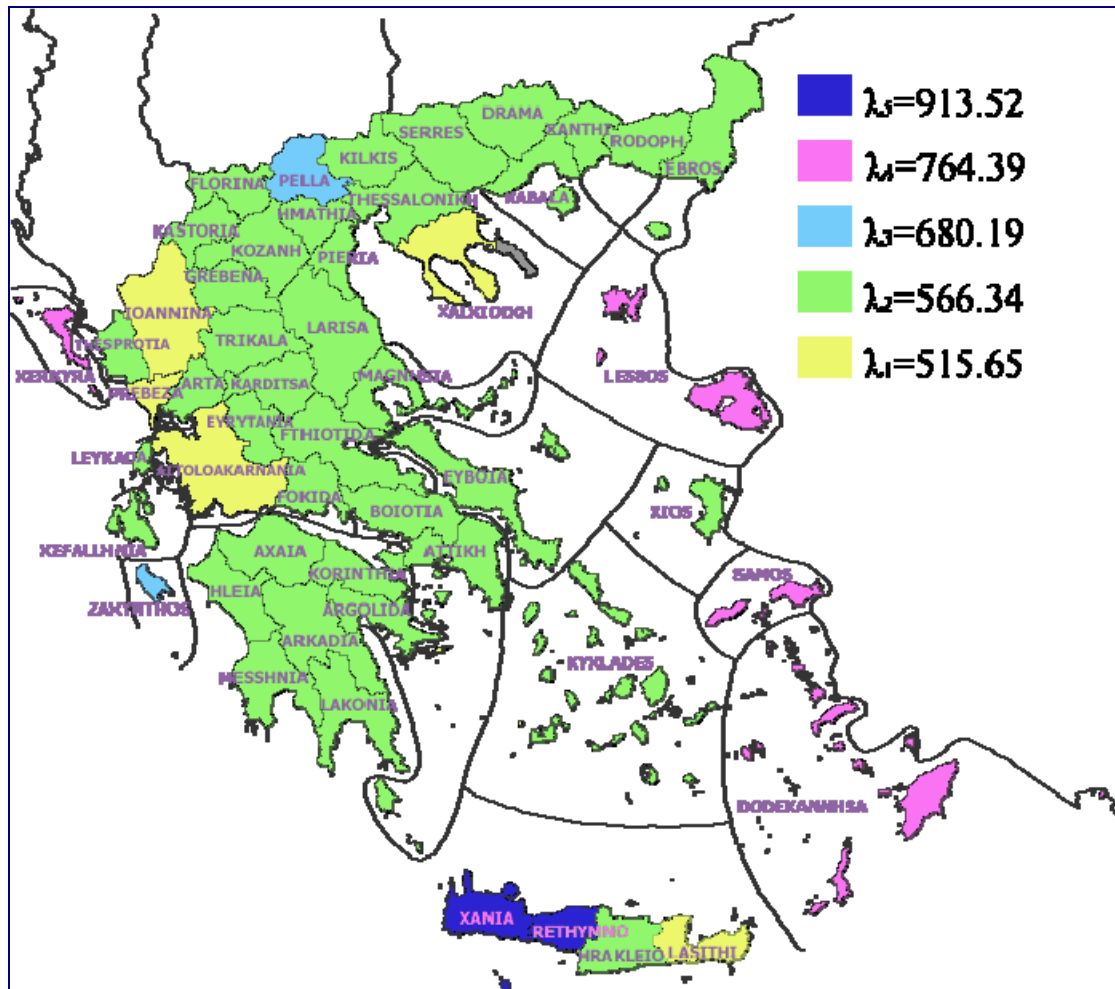 λ5=913.52
λ4=764.39
λ3=680.19
λ2=566.34
λ1=515.65
DRAMA
SERRES
XANTHI
RODOPH
KILKIS
EBROS
PELLA
FLORINA
THESSALONIKH
KABALA
HMATHIA
KASTORIA
KOZANH
PIERIA
GREBENA
XALKIDIKH
IOANNINA
LARISA
THESPROTIA
TRIKALA
KERKYRA
LESBOS
MAGNHSIA
ARTA
KARDITSA
PREBEZA
EYRYTANIA
FTHIOTIDA
LEYKADA
AITOLOAKARNANIA
EYBOIA
FOKIDA
BOIOTIA
XIOS
KEFALLHNIA
AXAIA
ATTIKH
KORINTHIA
SAMOS
HLEIA
ZAKYNTHOS
ARGOLIDA
ARKADIA
KYKLADES
MESSHNIA
LAKONIA
DODEKANNHSA
XANIA
RETHYMNO
HRAKLEIO
LASITHI